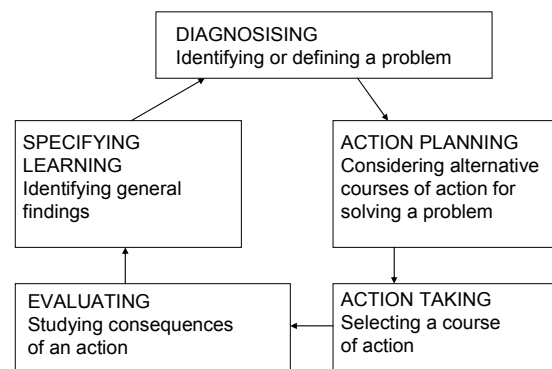 DIAGNOSISING
Identifying or defining a problem
ACTION PLANNING
Considering alternative
courses of action for
solving a problem
ACTION TAKING
Selecting a course
of action
EVALUATING
Studying consequences
of an action
SPECIFYING
LEARNING
Identifying general
findings